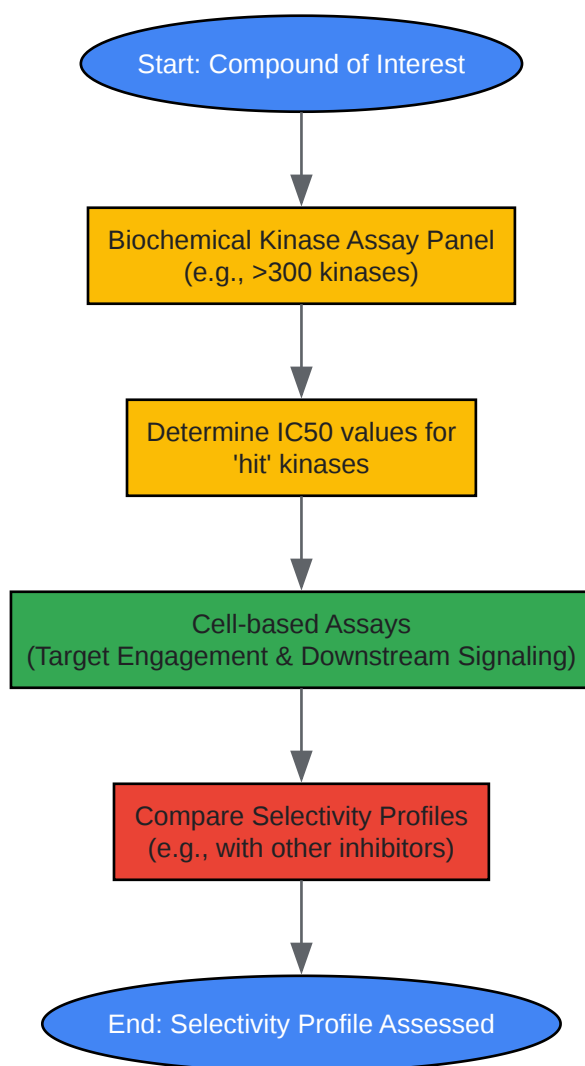 Start: Compound of Interest
Biochemical Kinase Assay Panel
(e.g., >300 kinases)
Determine IC50 values for
'hit' kinases
Cell-based Assays
(Target Engagement & Downstream Signaling)
Compare Selectivity Profiles
(e.g., with other inhibitors)
End: Selectivity Profile Assessed